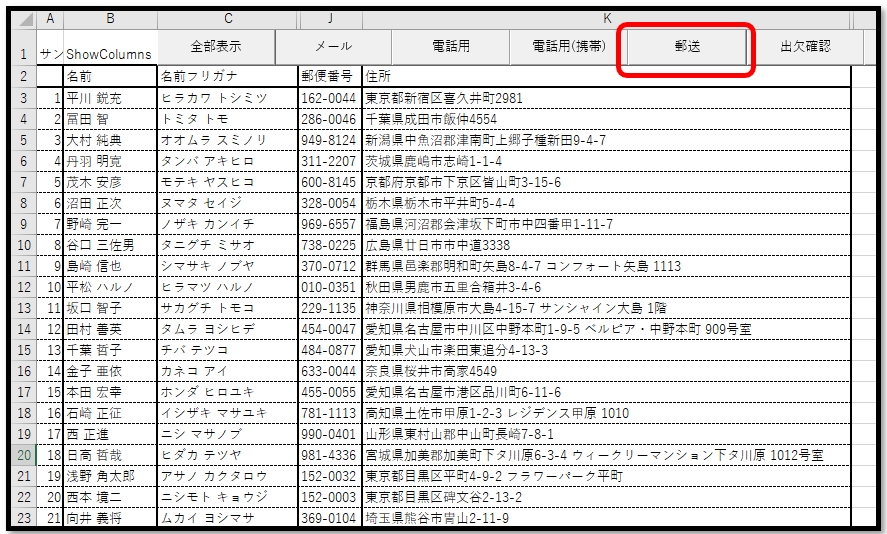 A B C J K
1 サン ShowColumns 全部表示 メール 電話用 電話用(携帯) 郵送 出欠確認
2 名前 名前フリガナ 郵便番号 住所
3 1 平川 鋭充 ヒラカワ トシミツ 162-0044 東京都新宿区喜久井町2981
4 2 冨田 智 トミタ トモ 286-0046 千葉県成田市飯仲4554
5 3 大村 純典 オオムラ スミノリ 949-8124 新潟県中魚沼郡津南町上郷子種新田9-4-7
6 4 丹羽 明寛 タンバ アキヒロ 311-2207 茨城県鹿嶋市志崎1-1-4
7 5 茂木 安彦 モテキ ヤスヒコ 600-8145 京都府京都市下京区皆山町3-15-6
8 6 沼田 正次 ヌマタ セイジ 328-0054 栃木県栃木市平井町5-4-4
9 7 野崎 完一 ノザキ カンイチ 969-6557 福島県河沼郡会津坂下町市中四番甲1-11-7
10 8 谷口 三佐男 タニグチ ミサオ 738-0225 広島県廿日市市中道3338
11 9 島崎 信也 シマサキ ノブヤ 370-0712 群馬県邑楽郡明和町矢島8-4-7 コンフォート矢島 1113
12 10 平松 ハルノ ヒラマツ ハルノ 010-0351 秋田県男鹿市五里合箱井3-4-6
13 11 坂口 智子 サカグチ トモコ 229-1135 神奈川県相模原市大島4-15-7 サンシャイン大島 1階
14 12 田村 善英 タムラ ヨシヒデ 454-0047 愛知県名古屋市中川区中野本町1-9-5 ベルピア・中野本町 909号室
15 13 千葉 哲子 チバ テツコ 484-0877 愛知県犬山市楽田東追分4-13-3
16 14 金子 亜依 カネコ アイ 633-0044 奈良県桜井市高家4549
17 15 本田 宏幸 ホンダ ヒロユキ 455-0055 愛知県名古屋市港区品川町6-11-6
18 16 石崎 正征 イシザキ マサユキ 781-1113 高知県土佐市甲原1-2-3 レジデンス甲原 1010
19 17 西 正進 ニシ マサノブ 990-0401 山形県東村山郡中山町長崎7-8-1
20 18 日高 哲哉 ヒダカ テツヤ 981-4336 宮城県加美郡加美町下タ川原6-3-4 ウィークリーマンション下タ川原 1012号室
21 19 浅野 角太郎 アサノ カクタロウ 152-0032 東京都目黒区平町4-9-2 フラワーパーク平町
22 20 西本 境二 ニシモト キョウジ 152-0003 東京都目黒区碑文谷2-13-2
23 21 向井 義将 ムカイ ヨシマサ 369-0104 埼玉県熊谷市冑山2-11-9